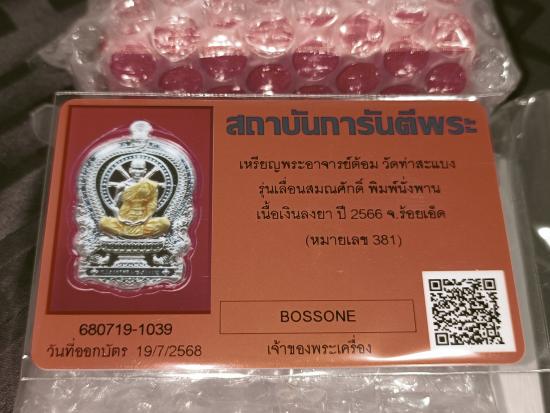 สถาบันการันตีพระ
เหรียญพระอาจารย์ต้อม วัดท่าสะแบง
รุ่นเลื่อนสมณศักดิ์ พิมพ์นั่งพาน
เนื้อเงินลงยา ปี 2566 จ.ร้อยเอ็ด
(หมายเลข 381)
BOSSONE
เจ้าของพระเครื่อง
680719-1039
วันที่ออกบัตร 19/7/2568